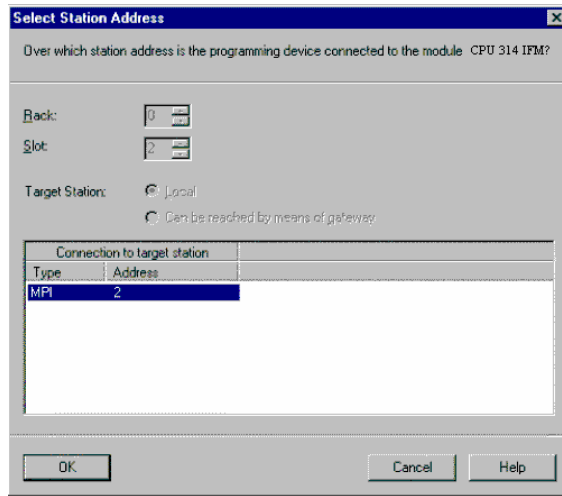 Select Station Address
Over which station address is the programming device connected to the module CPU 314 IFM?
Rack: 0
Slot: 2
Target Station: Local
Can be reached by means of gateway
Connection to target station
Type Address
MPI 2
OK Cancel Help